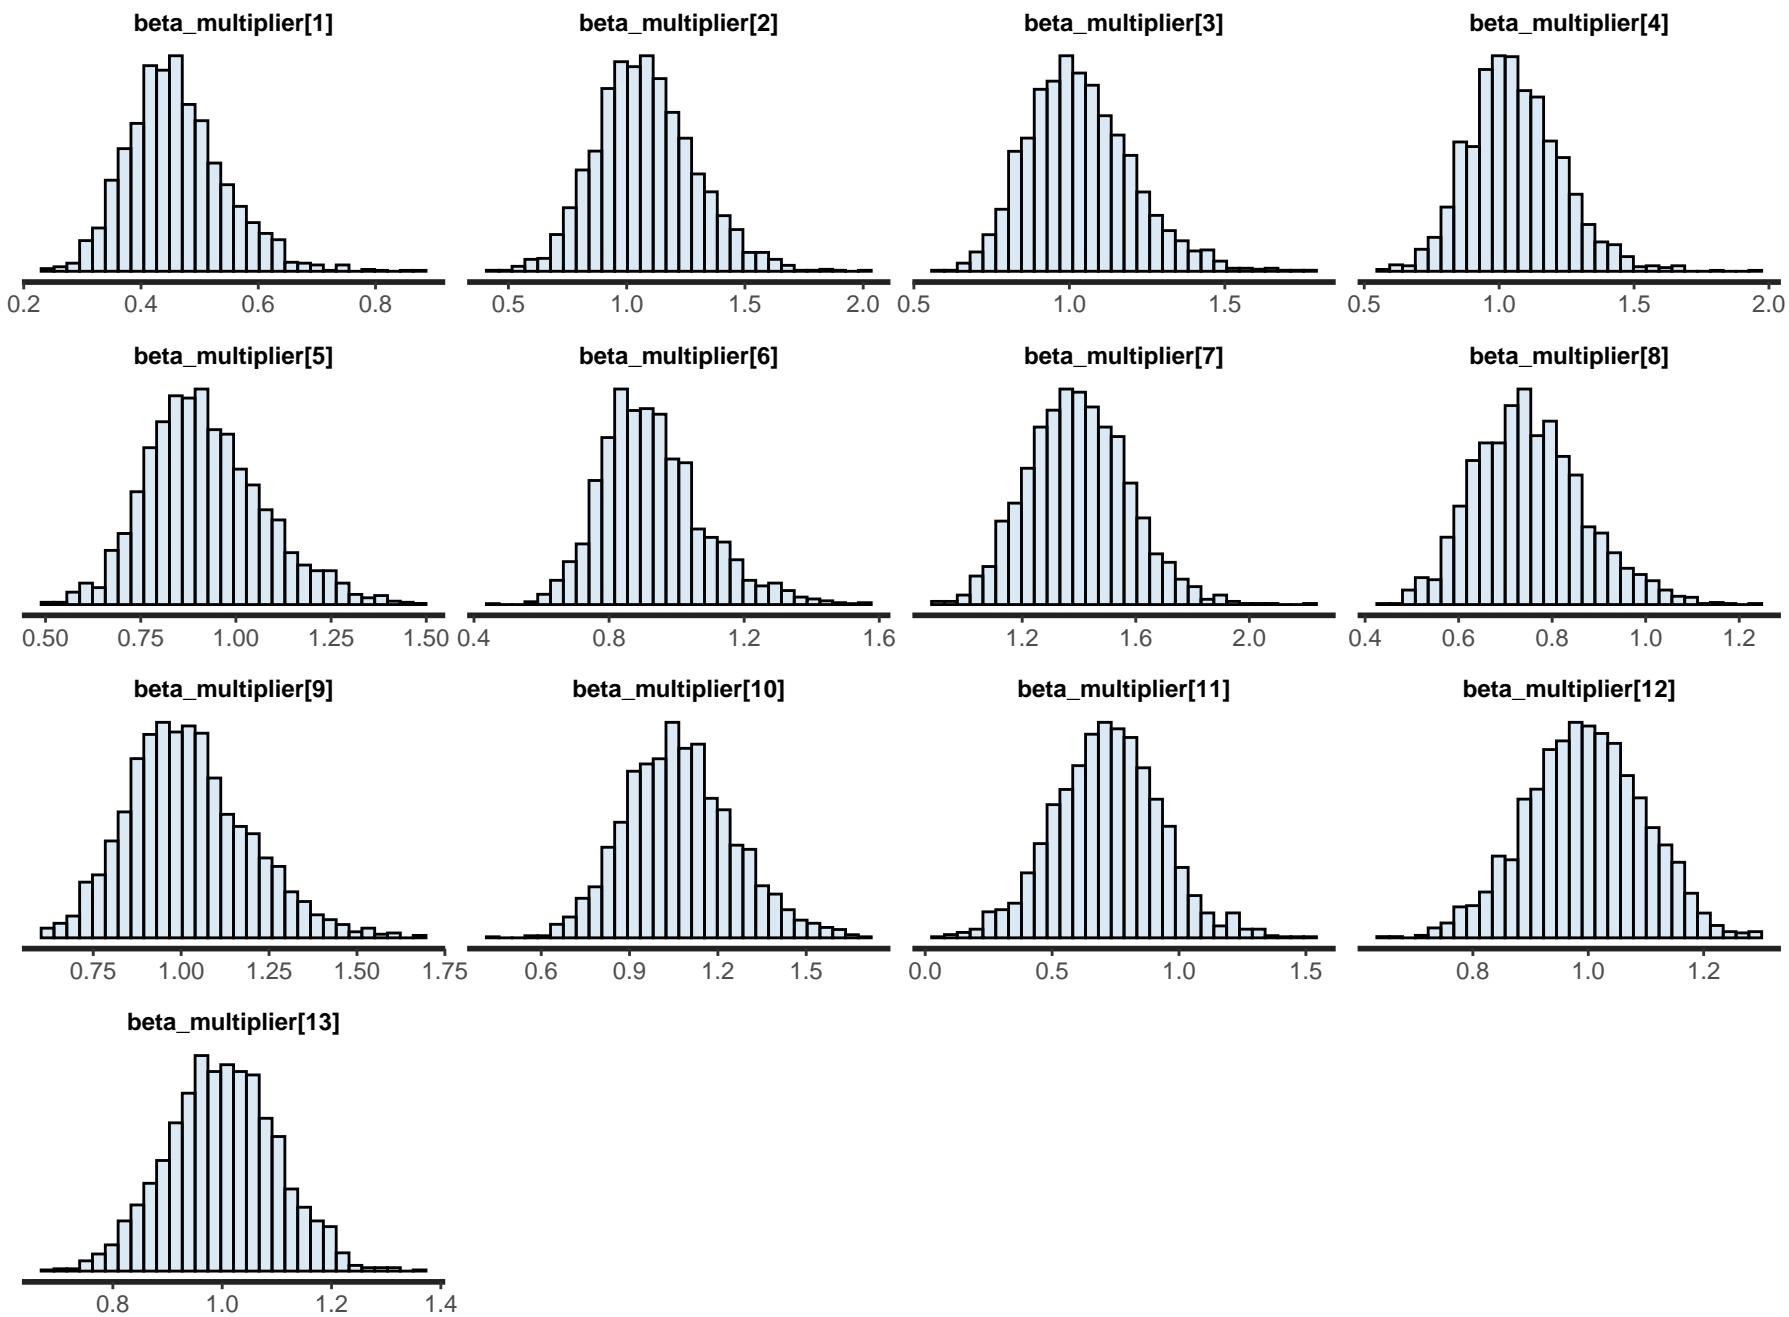 beta_multiplier[1] beta_multiplier[2] beta_multiplier[3] beta_multiplier[4]
0.2 0.4 0.6 0.8 0.5 1.0 1.5 2.0 0.5 1.0 1.5 0.5 1.0 1.5 2.0
beta_multiplier[5] beta_multiplier[6] beta_multiplier[7] beta_multiplier[8]
0.50 0.75 1.00 1.25 1.50 0.4 0.8 1.2 1.6 1.2 1.6 2.0 0.4 0.6 0.8 1.0 1.2
beta_multiplier[9] beta_multiplier[10] beta_multiplier[11] beta_multiplier[12]
0.75 1.00 1.25 1.50 1.75 0.6 0.9 1.2 1.5 0.0 0.5 1.0 1.5 0.8 1.0 1.2
beta_multiplier[13]
0.8 1.0 1.2 1.4